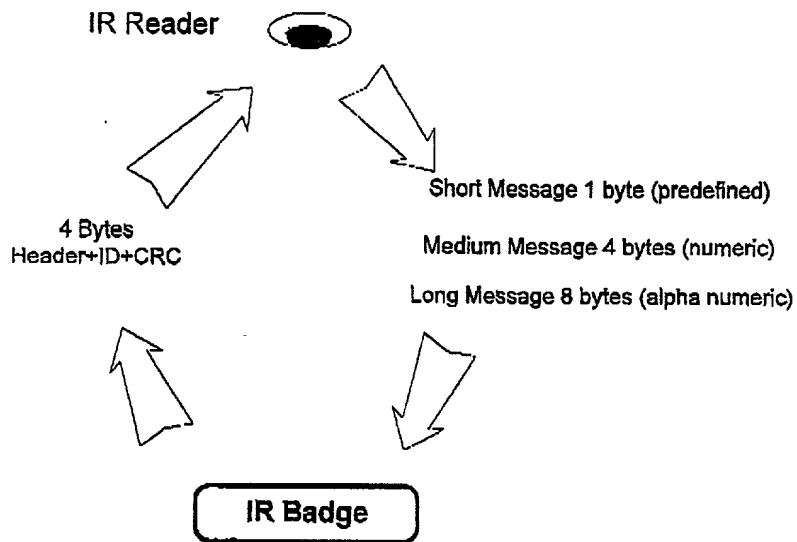 IR Reader
Short Message 1 byte (predefined)
4 Bytes
Header+ID+CRC
Medium Message 4 bytes (numeric)
Long Message 8 bytes (alpha numeric)
IR Badge